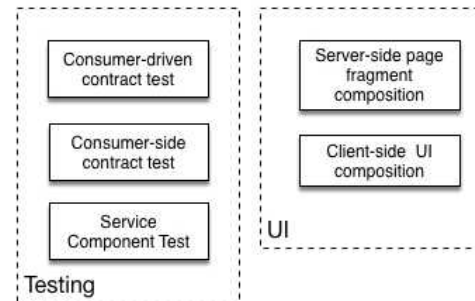 Consumer-driven
contract test
Consumer-side
contract test
Service
Component Test
Testing
Server-side page
fragment
composition
Client-side UI
composition
UI